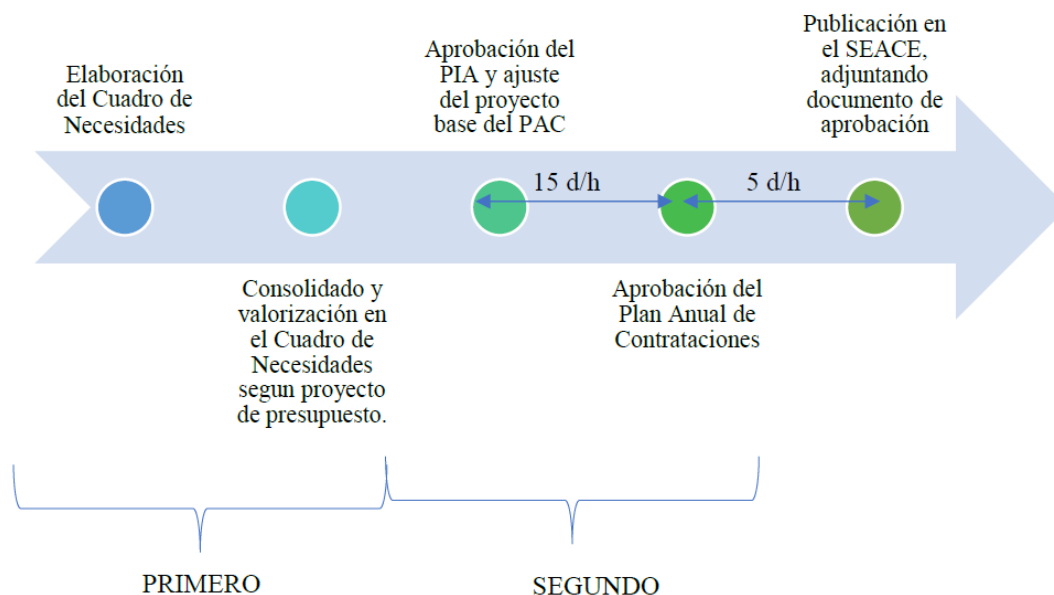 Elaboración
del Cuadro de
Necesidades
Aprobación del
PIA y ajuste
del proyecto
base del PAC
Publicación en
el SEACE,
adjuntando
documento de
aprobación
15 d/h
5 d/h
Consolidado y
valorización en
el Cuadro de
Necesidades
segun proyecto
de presupuesto.
Aprobación del
Plan Anual de
Contrataciones
PRIMERO
SEGUNDO